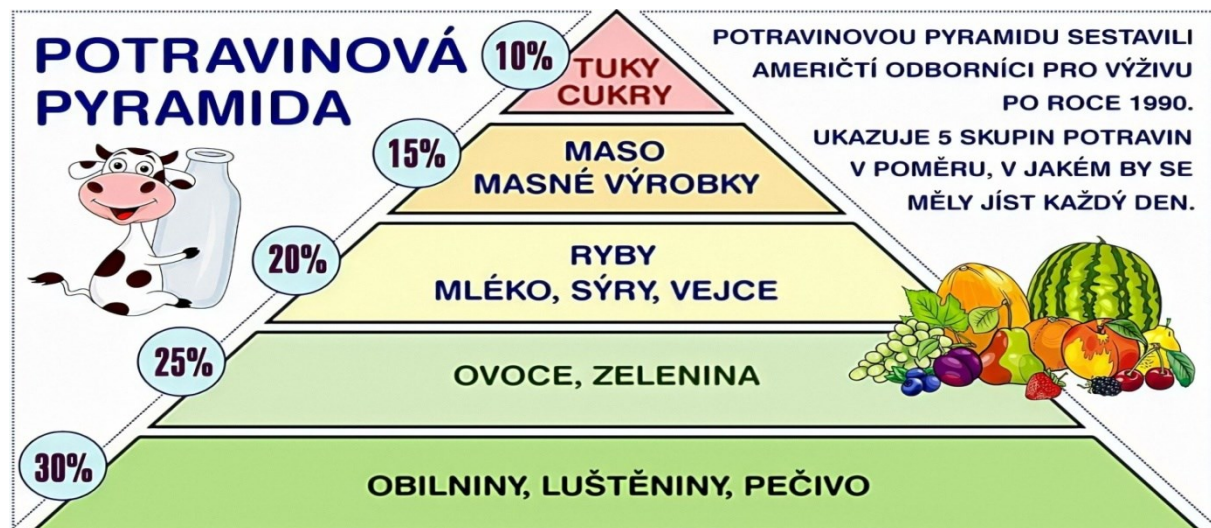 POTRAVINOVÁ
PYRAMIDA
10%
TUKY
CUKRY
POTRAVINOVOU PYRAMIDU SESTAVILI
AMERIČTÍ ODBORNÍCI PRO VÝŽIVU
PO ROCE 1990.
UKAZUJE 5 SKUPIN POTRAVIN
V POMĚRU, V JAKÉM BY SE
MĚLY JÍST KAŽDÝ DEN.
15%
MASO
MASNÉ VÝROBKY
20%
RYBY
MLÉKO, SÝRY, VEJCE
25%
OVOCE, ZELENINA
30%
OBILNINY, LUŠTĚNINY, PEČIVO